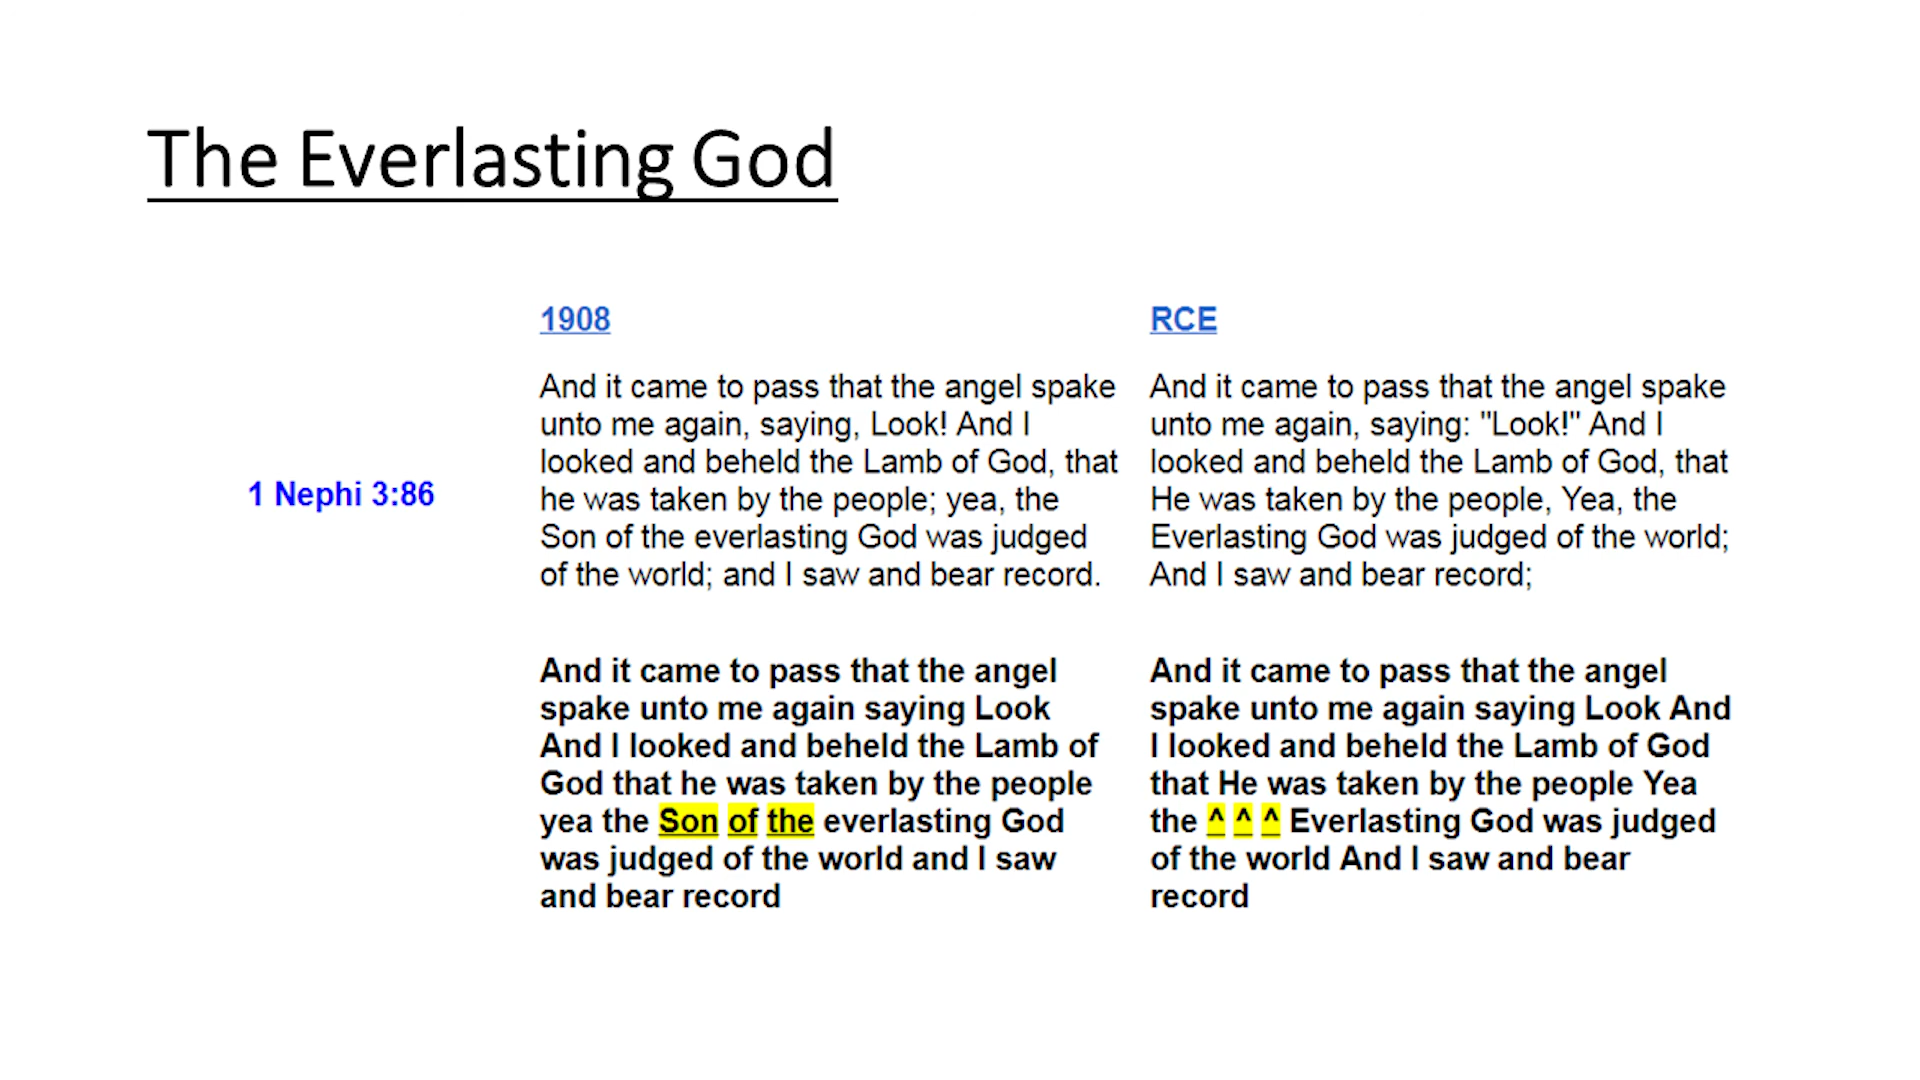 The Everlasting God
1908
And it came to pass that the angel spake
unto me again, saying, Look! And I
looked and beheld the Lamb of God, that
he was taken by the people; yea, the
Son of the everlasting God was judged
of the world; and I saw and bear record.
RCE
And it came to pass that the angel spake
unto me again, saying: "Look!" And I
looked and beheld the Lamb of God, that
He was taken by the people, Yea, the
Everlasting God was judged of the world;
And I saw and bear record;
1 Nephi 3:86
And it came to pass that the angel
spake unto me again saying Look
And I looked and beheld the Lamb of
God that he was taken by the people
yea the Son of the everlasting God
was judged of the world and I saw
and bear record
And it came to pass that the angel
spake unto me again saying Look And
I looked and beheld the Lamb of God
that He was taken by the people Yea
the ^ ^ ^ Everlasting God was judged
of the world And I saw and bear
record